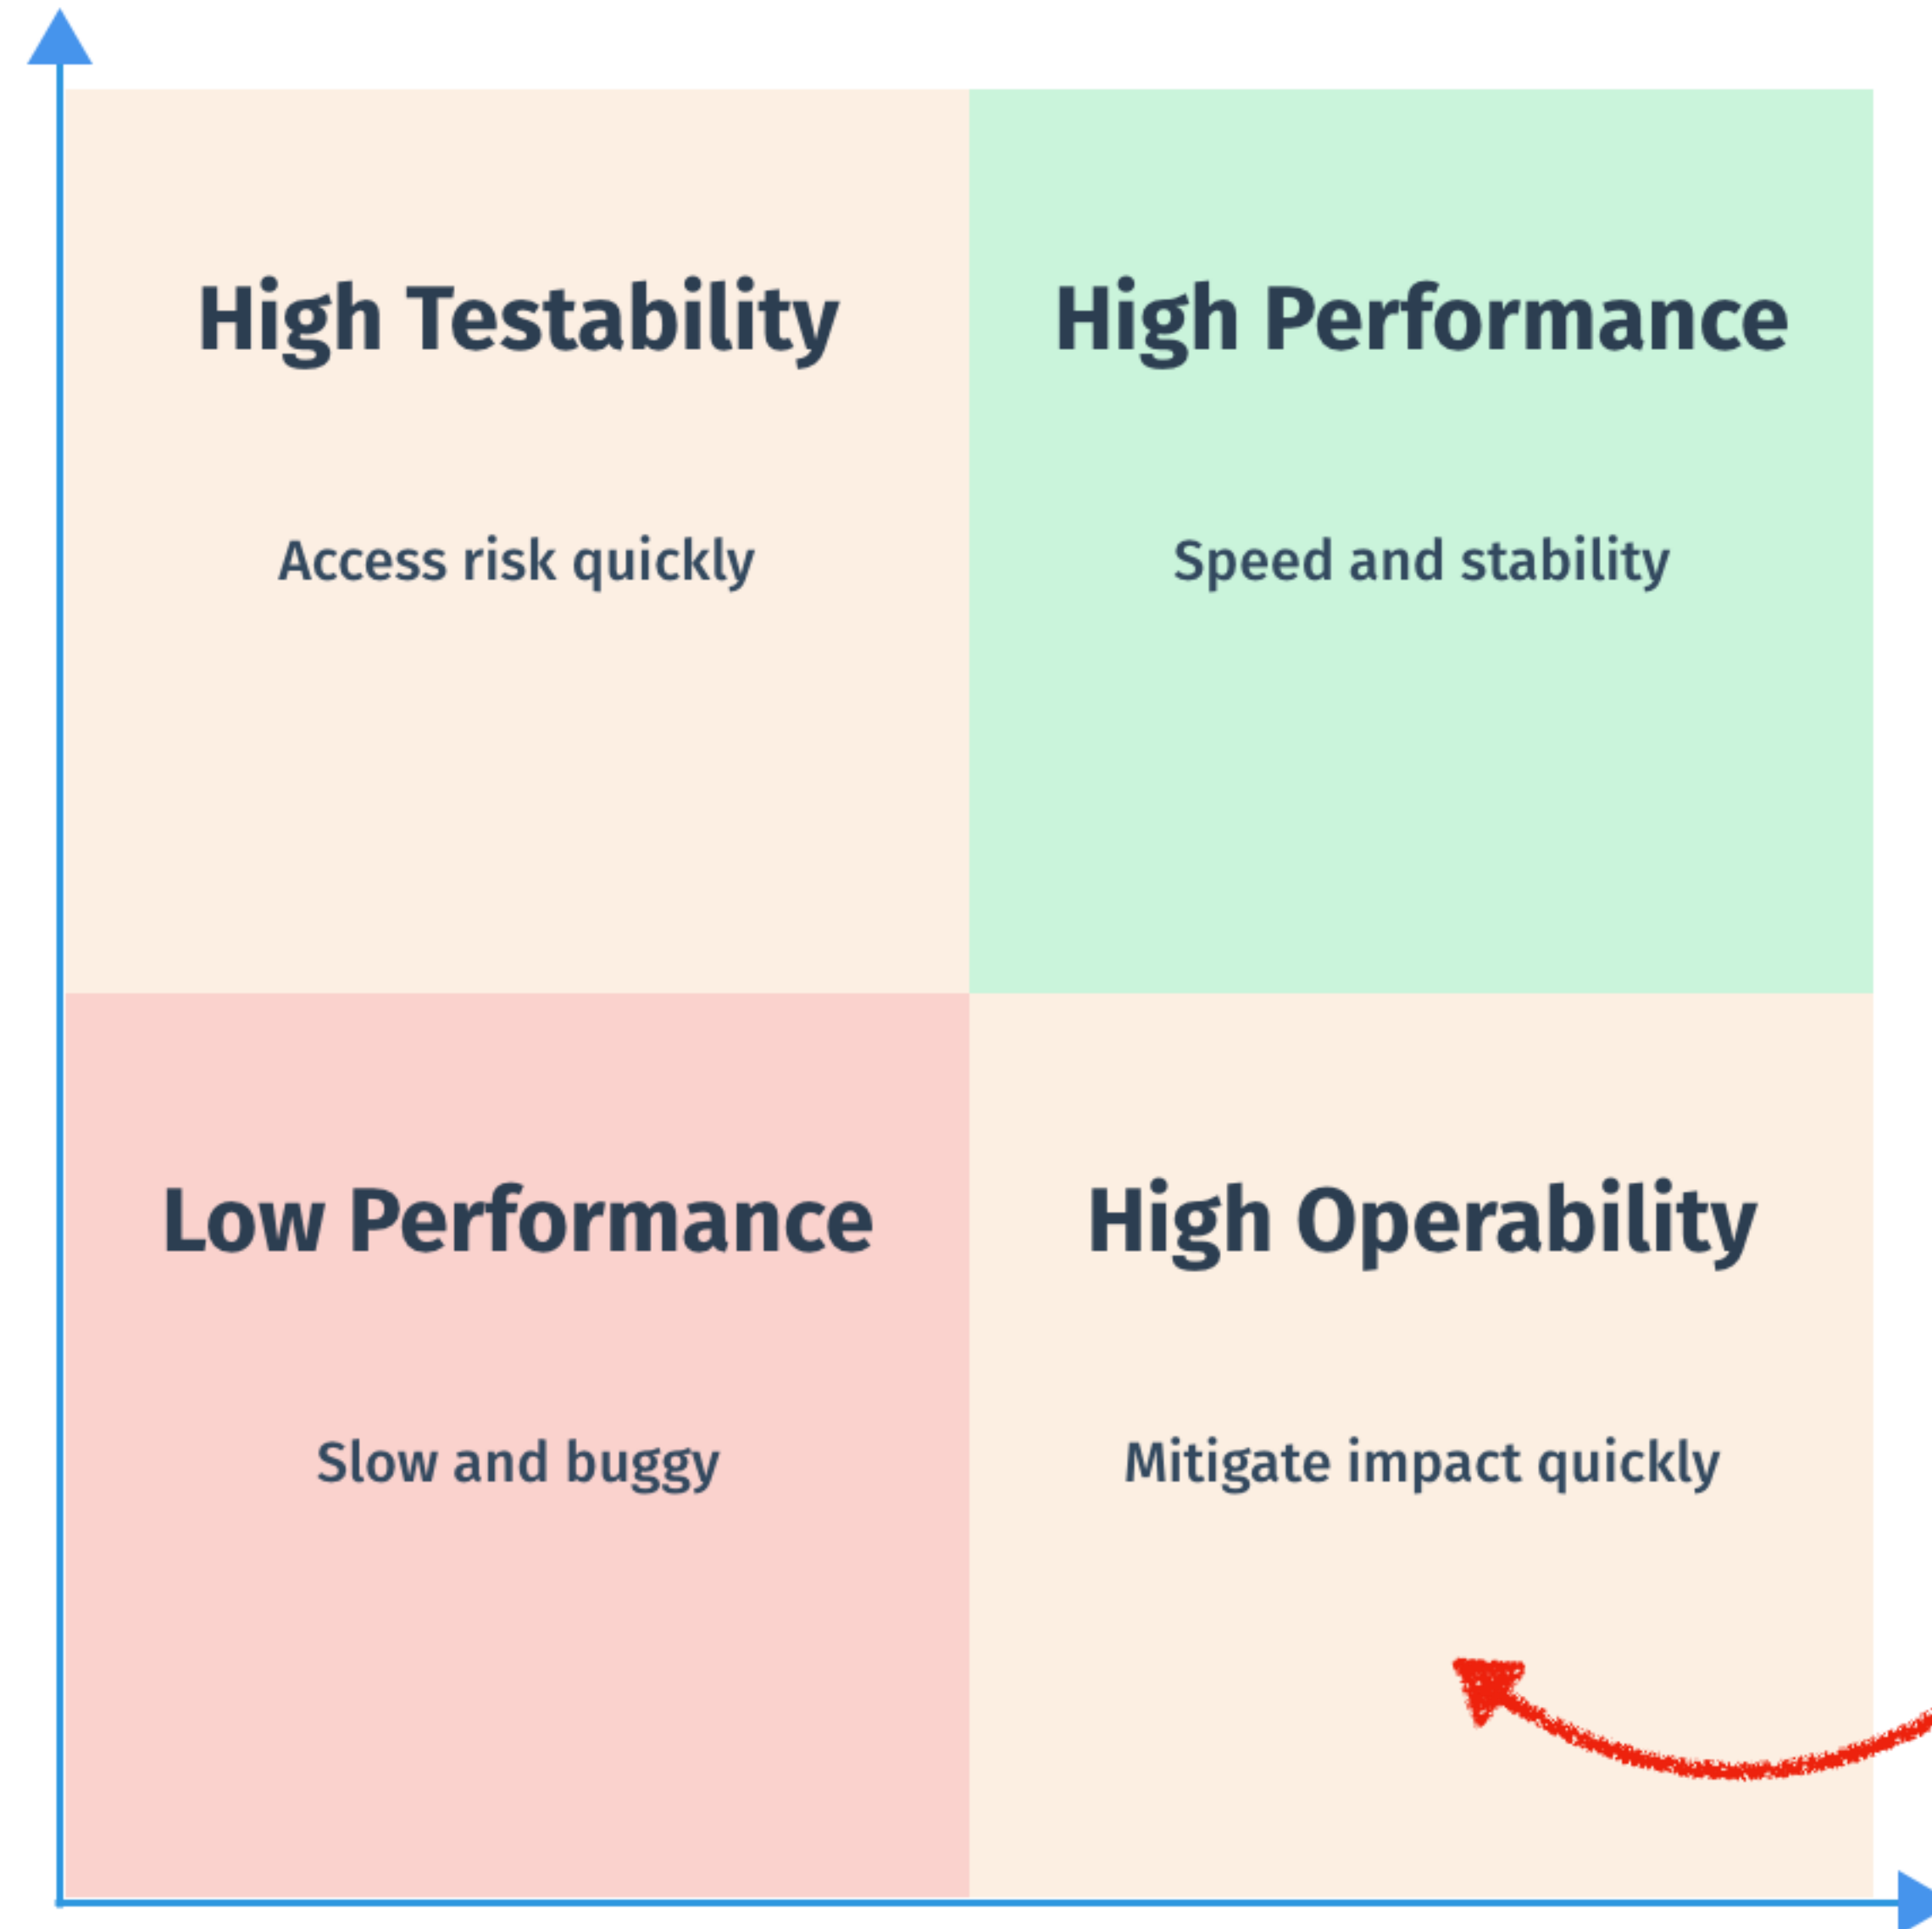 High Testability
High Performance
Access risk quickly
Speed and stability
Low Performance
High Operability
Slow and buggy
Mitigate impact quickly